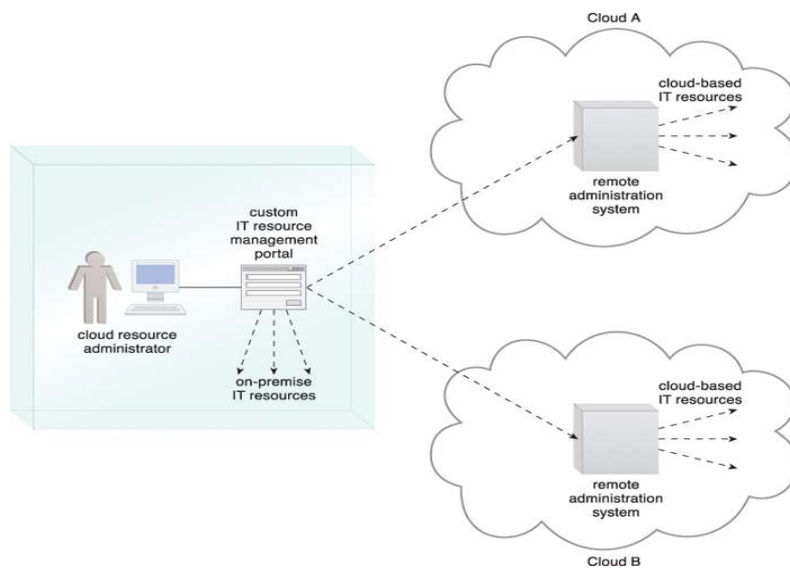 Cloud A
cloud-based
IT resources
remote
administration
system
custom
IT resource
management
portal
cloud resource
administrator
on-premise
IT resources
cloud-based
IT resources
remote
administration
system
Cloud B